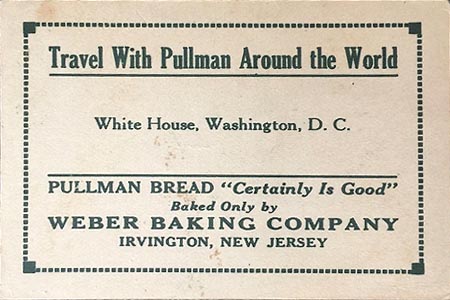 Travel With Pullman Around the World
White House, Washington, D. C.
PULLMAN BREAD "Certainly Is Good"
Baked Only by
WEBER BAKING COMPANY
IRVINGTON, NEW JERSEY